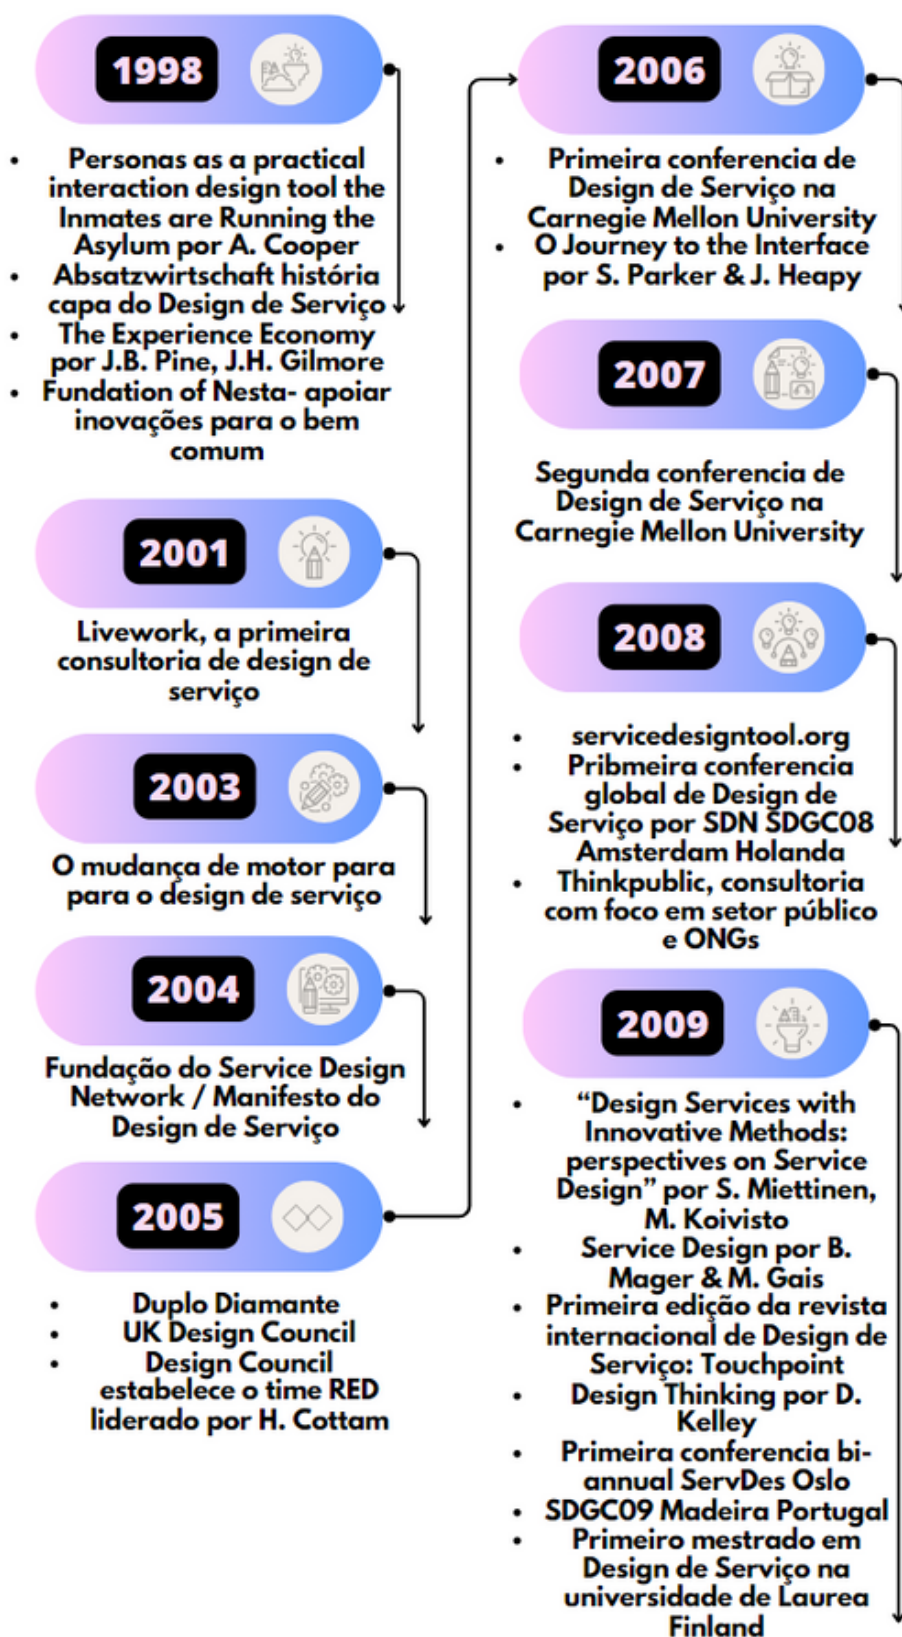 1998
• Personas as a practical
interaction design tool the
Inmates are Running the
Asylum por A. Cooper
• Absatzwirtschaft história
capa do Design de Serviço
• The Experience Economy
por J.B. Pine, J.H. Gilmore
• Fundation of Nesta- apoiar
inovações para o bem
comum
2001
Livework, a primeira
consultoria de design de
serviço
2003
O mudança de motor para
para o design de serviço
2004
Fundação do Service Design
Network / Manifesto do
Design de Serviço
2005
• Duplo Diamante
• UK Design Council
• Design Council
estabelece o time RED
liderado por H. Cottam
2006
• Primeira conferencia de
Design de Serviço na
Carnegie Mellon University
• O Journey to the Interface
por S. Parker & J. Heapy
2007
Segunda conferencia de
Design de Serviço na
Carnegie Mellon University
2008
• servicedesigntool.org
• Pribmeira conferencia
global de Design de
Serviço por SDN SDGC08
Amsterdam Holanda
• Thinkpublic, consultoria
com foco em setor público
e ONGs
2009
• “Design Services with
Innovative Methods:
perspectives on Service
Design” por S. Miettinen,
M. Koivisto
• Service Design por B.
Mager & M. Gais
• Primeira edição da revista
internacional de Design de
Serviço: Touchpoint
• Design Thinking por D.
Kelley
• Primeira conferencia bi-
annual ServDes Oslo
• SDGC09 Madeira Portugal
• Primeiro mestrado em
Design de Serviço na
universidade de Laurea
Finland